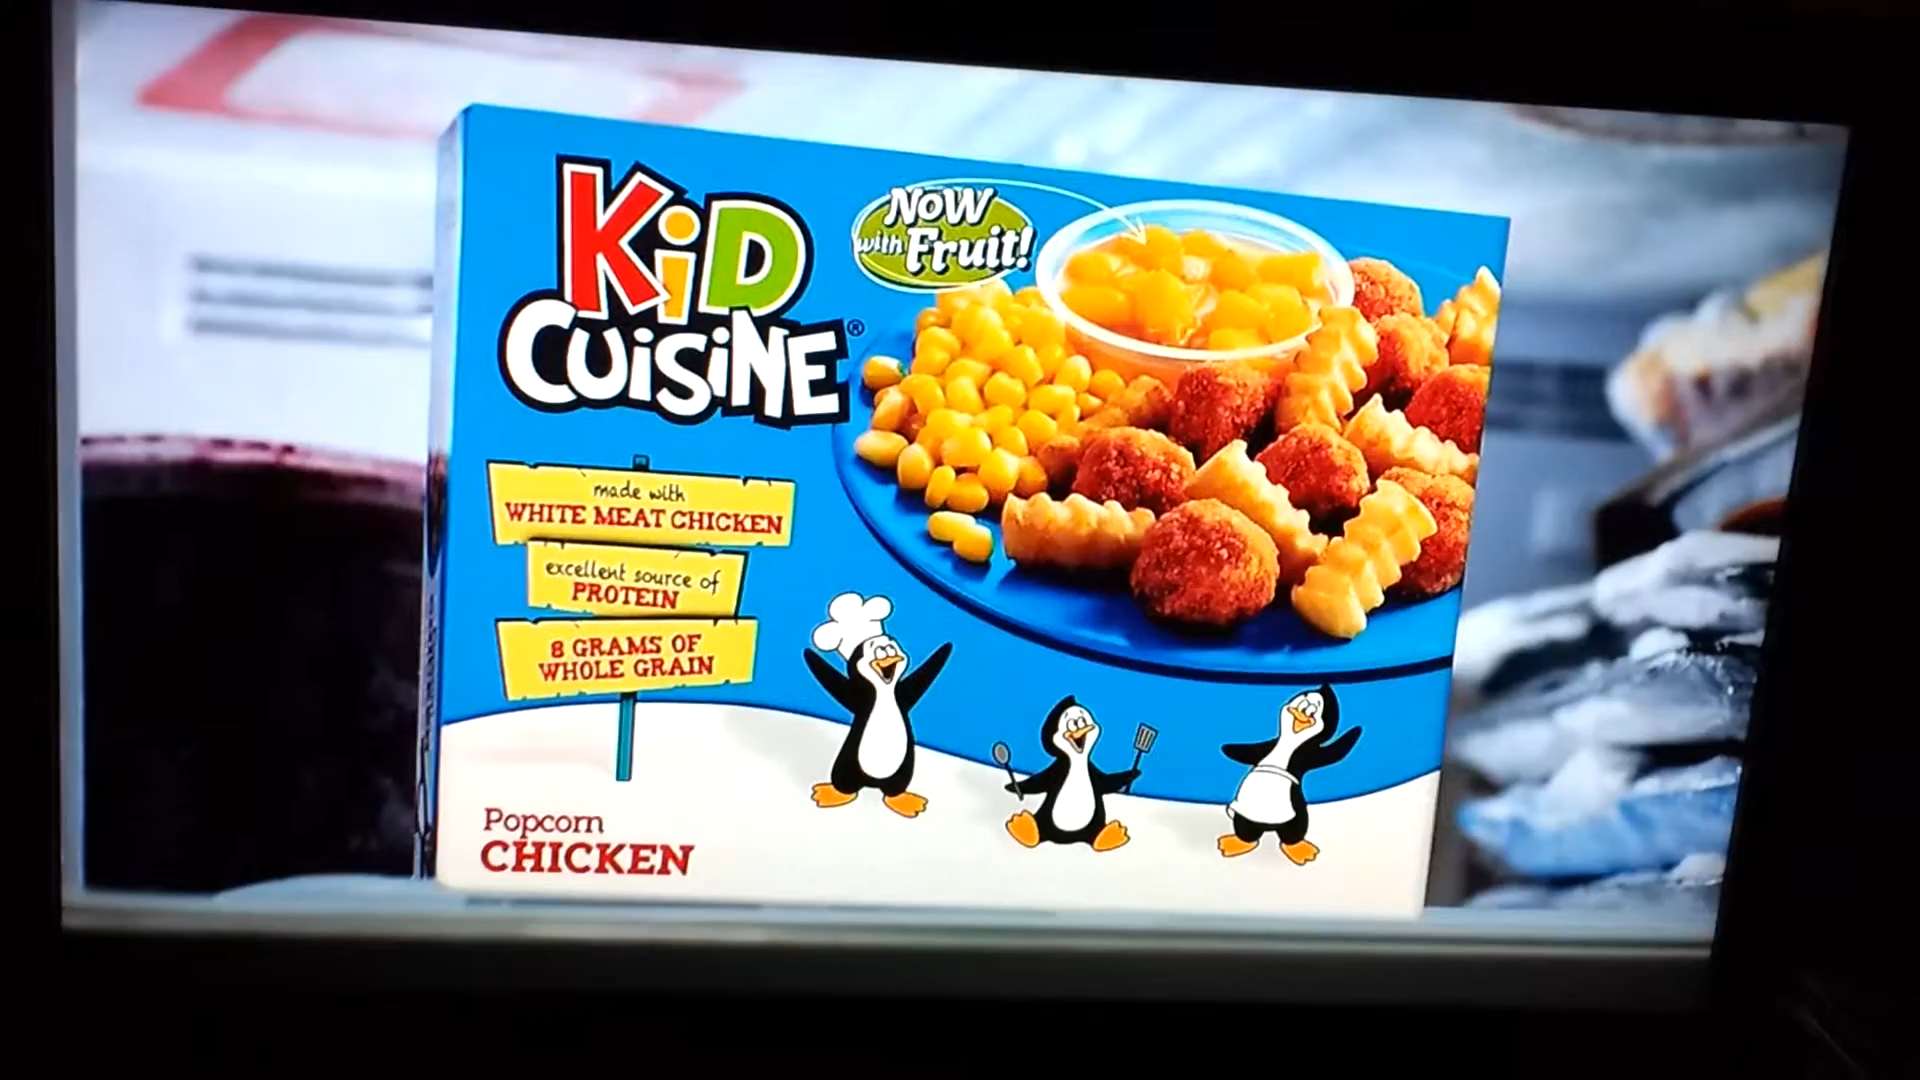 KiD
CUiSiNE®
NOW
with Fruit!
made with
WHITE MEAT CHICKEN
excellent source of
PROTEIN
8 GRAMS OF
WHOLE GRAIN
Popcorn
CHICKEN